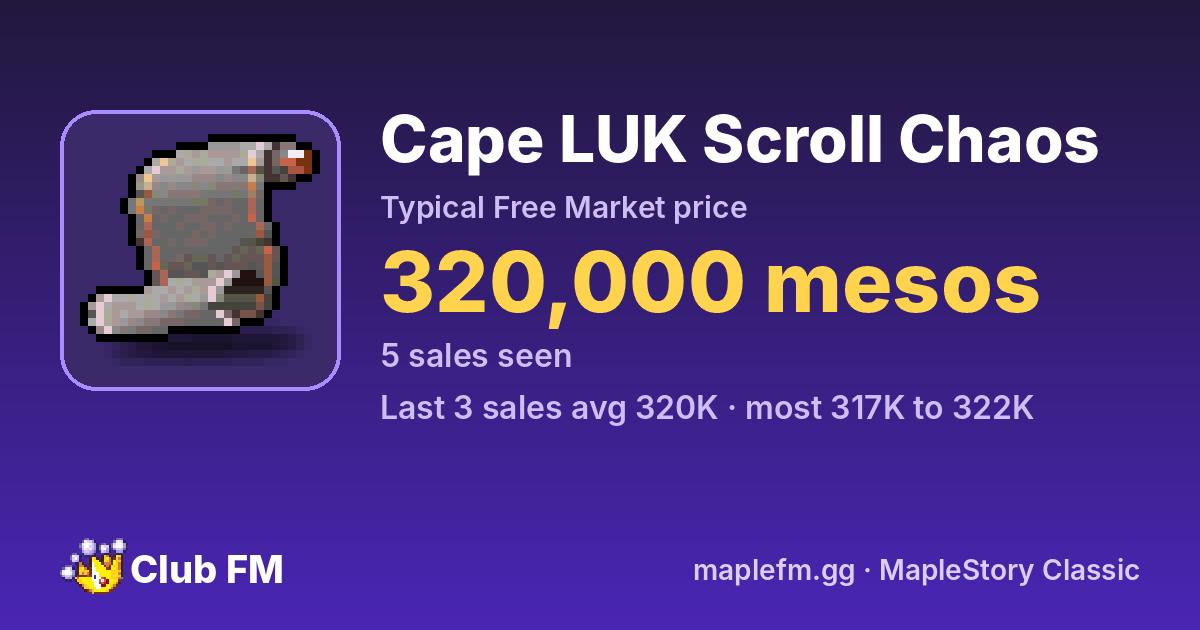 Cape LUK Scroll Chaos
Typical Free Market price
320,000 mesos
5 sales seen
Last 3 sales avg 320K · most 317K to 322K
Club FM
maplefm.gg · MapleStory Classic